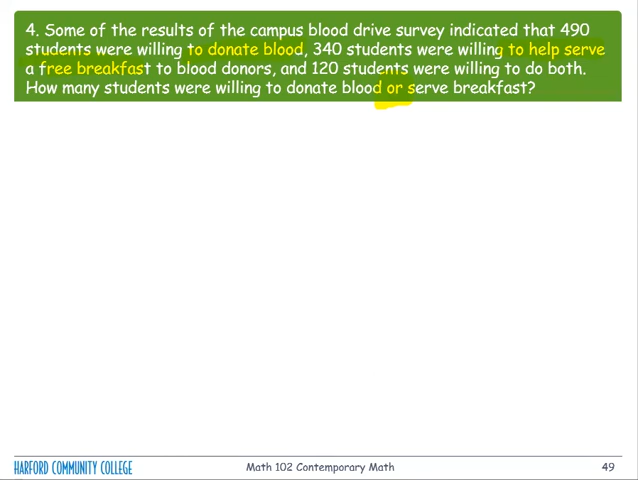 4. Some of the results of the campus blood drive survey indicated that 490
students were willing to donate blood, 340 students were willing to help serve
a free breakfast to blood donors, and 120 students were willing to do both.
How many students were willing to donate blood or serve breakfast?
HARFORD COMMUNITY COLLEGE
Math 102 Contemporary Math
49